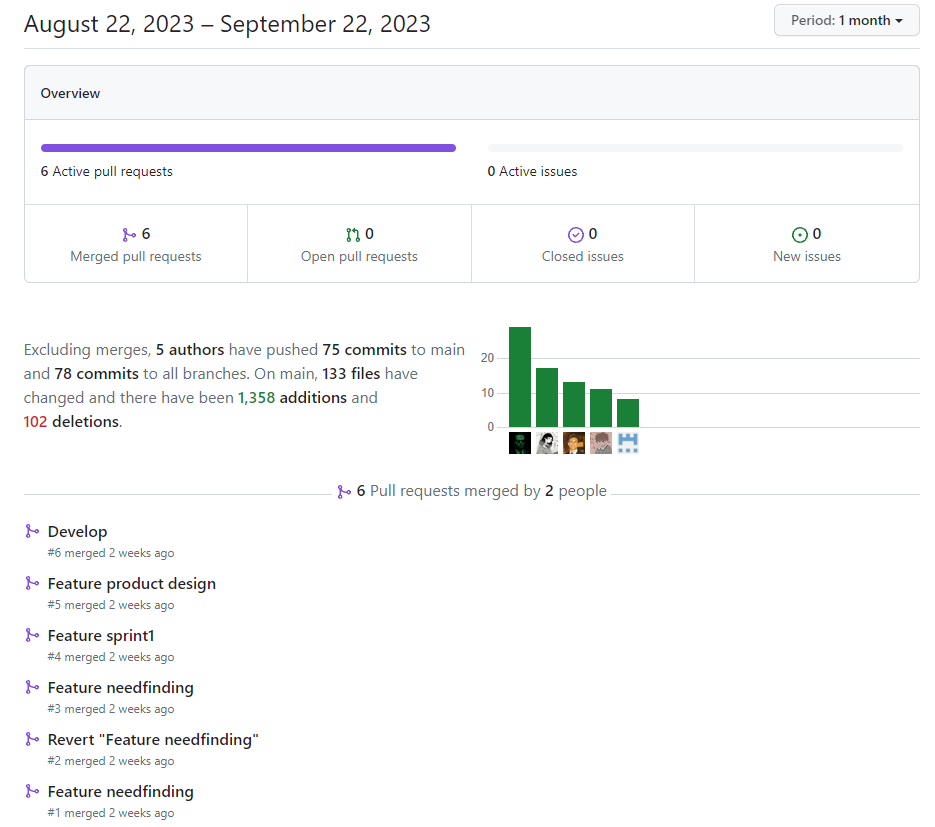 August 22, 2023 – September 22, 2023
Period: 1 month
Overview
6 Active pull requests
0 Active issues
6
Merged pull requests
0
Open pull requests
0
Closed issues
0
New issues
Excluding merges, 5 authors have pushed 75 commits to main
and 78 commits to all branches. On main, 133 files have
changed and there have been 1,358 additions and
102 deletions.
20
10
0
6 Pull requests merged by 2 people
Develop
#6 merged 2 weeks ago
Feature product design
#5 merged 2 weeks ago
Feature sprint1
#4 merged 2 weeks ago
Feature needfinding
#3 merged 2 weeks ago
Revert "Feature needfinding"
#2 merged 2 weeks ago
Feature needfinding
#1 merged 2 weeks ago